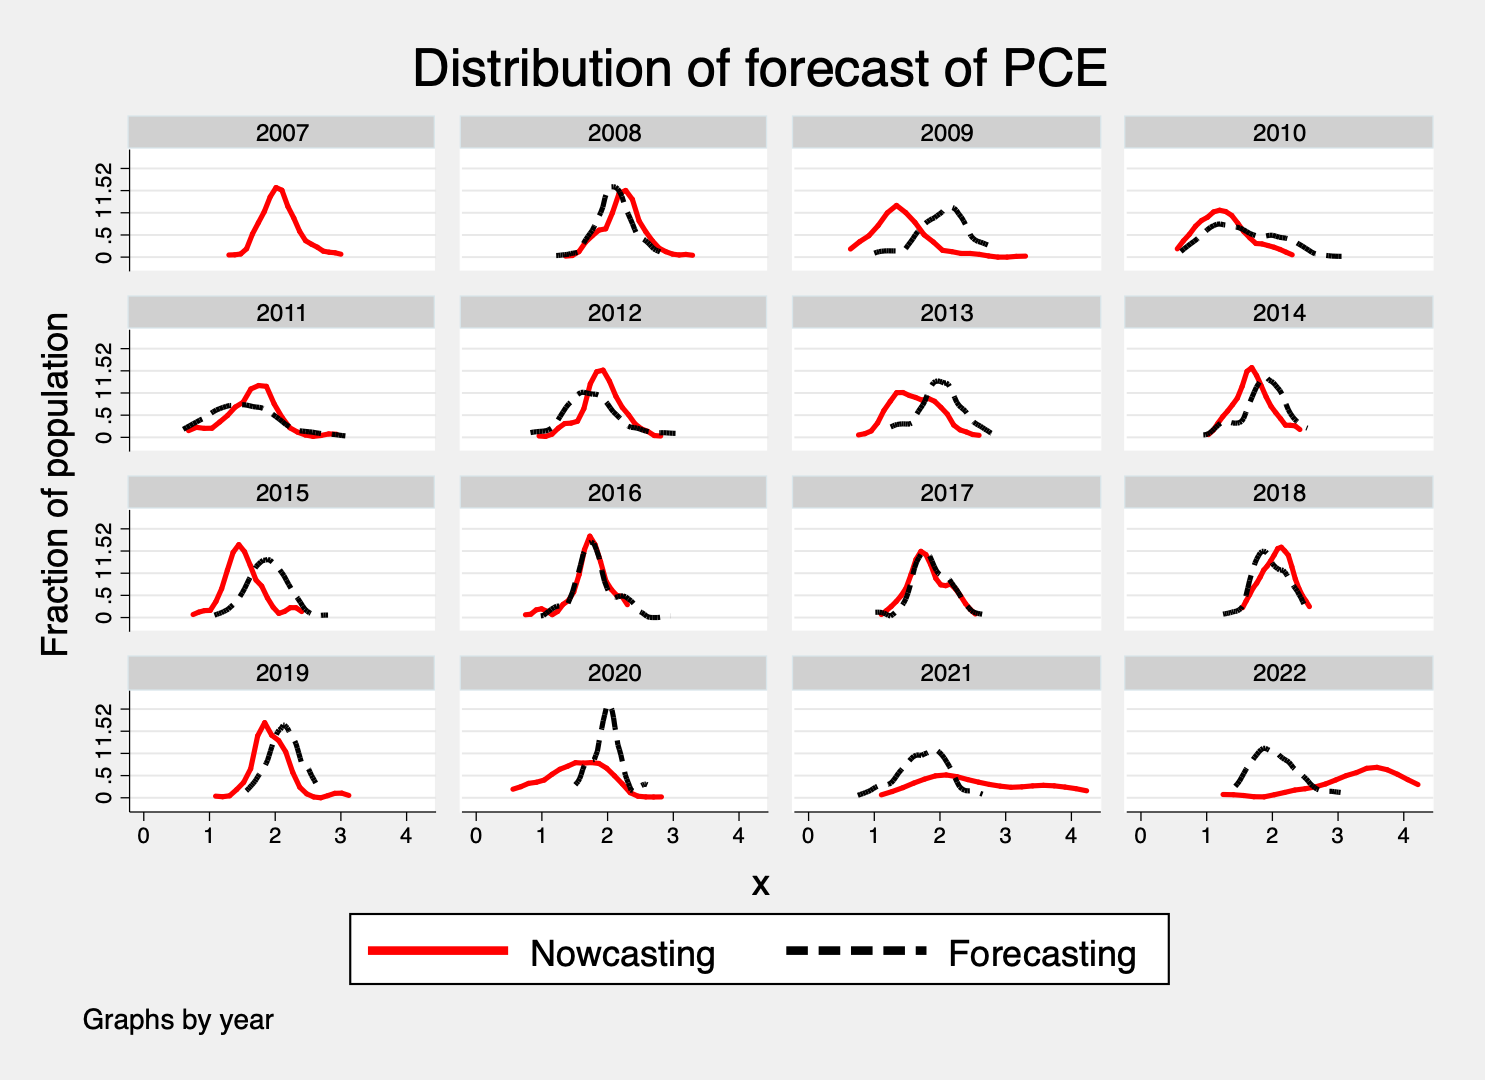 Distribution of forecast of PCE
2007 2008 2009 2010
0 .5 1 1.5 2
2011 2012 2013 2014
0 .5 1 1.5 2
2015 2016 2017 2018
0 .5 1 1.5 2
2019 2020 2021 2022
0 .5 1 1.5 2
0 1 2 3 4 0 1 2 3 4 0 1 2 3 4 0 1 2 3 4
Fraction of population
x
Nowcasting Forecasting
Graphs by year